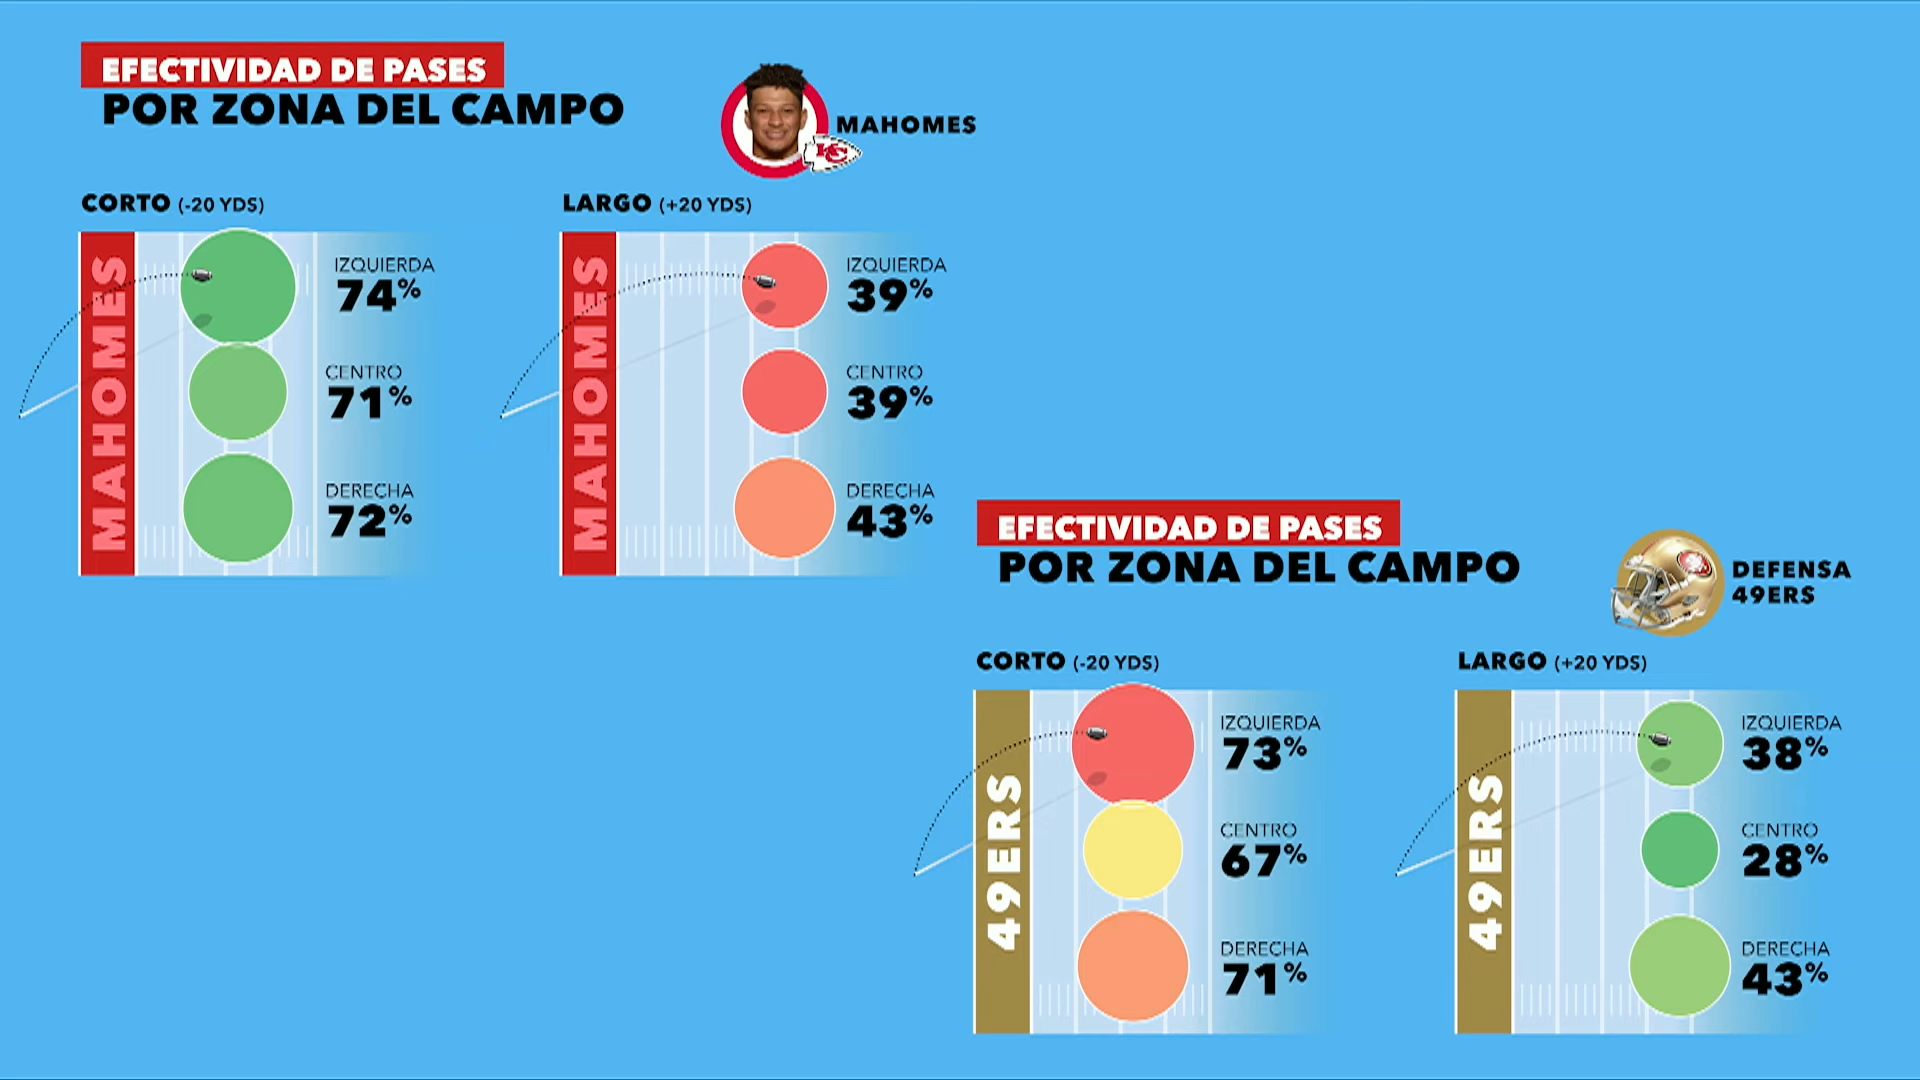 EFECTIVIDAD DE PASES
POR ZONA DEL CAMPO
MAHOMES
KC
CORTO (-20 YDS)
MAHOMES
IZQUIERDA
74%
CENTRO
71%
DERECHA
72%
LARGO (+20 YDS)
MAHOMES
IZQUIERDA
39%
CENTRO
39%
DERECHA
43%
EFECTIVIDAD DE PASES
POR ZONA DEL CAMPO
DEFENSA
49ERS
CORTO (-20 YDS)
49ERS
IZQUIERDA
73%
CENTRO
67%
DERECHA
71%
LARGO (+20 YDS)
49ERS
IZQUIERDA
38%
CENTRO
28%
DERECHA
43%